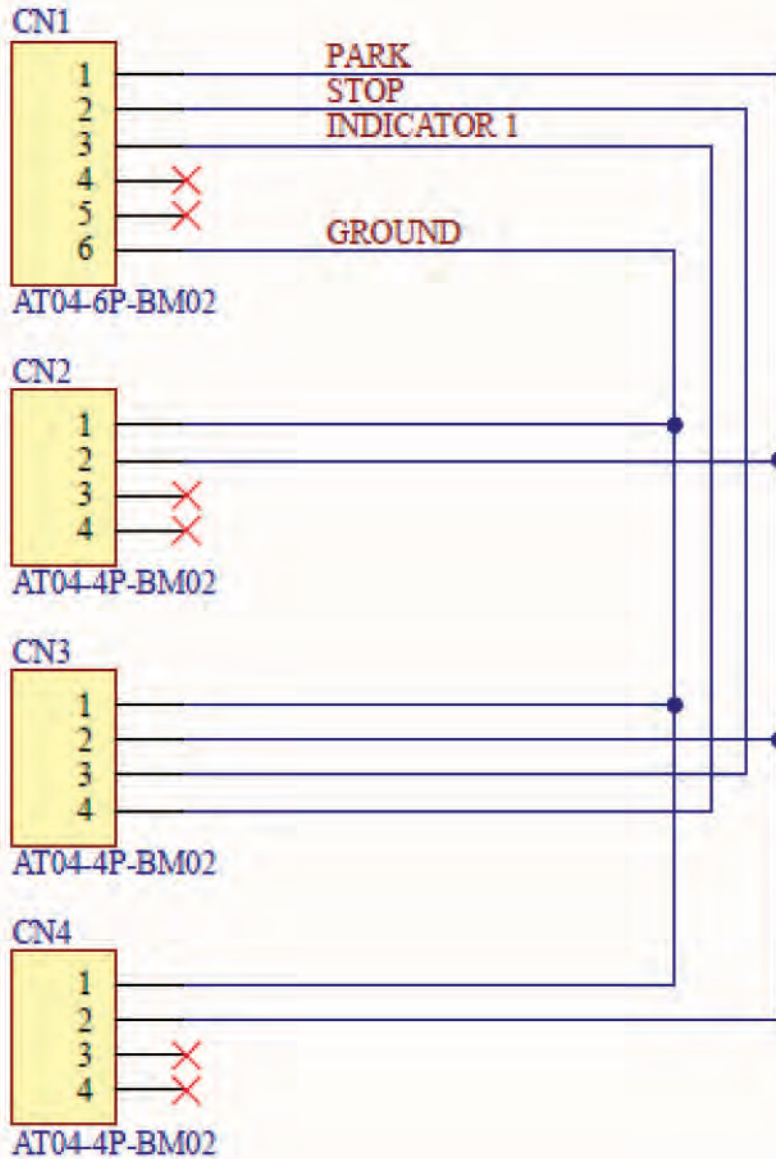 CN1
1 PARK
2 STOP
3 INDICATOR 1
4
5
6 GROUND
AT04-6P-BM02
CN2
1
2
3
4
AT04-4P-BM02
CN3
1
2
3
4
AT04-4P-BM02
CN4
1
2
3
4
AT04-4P-BM02